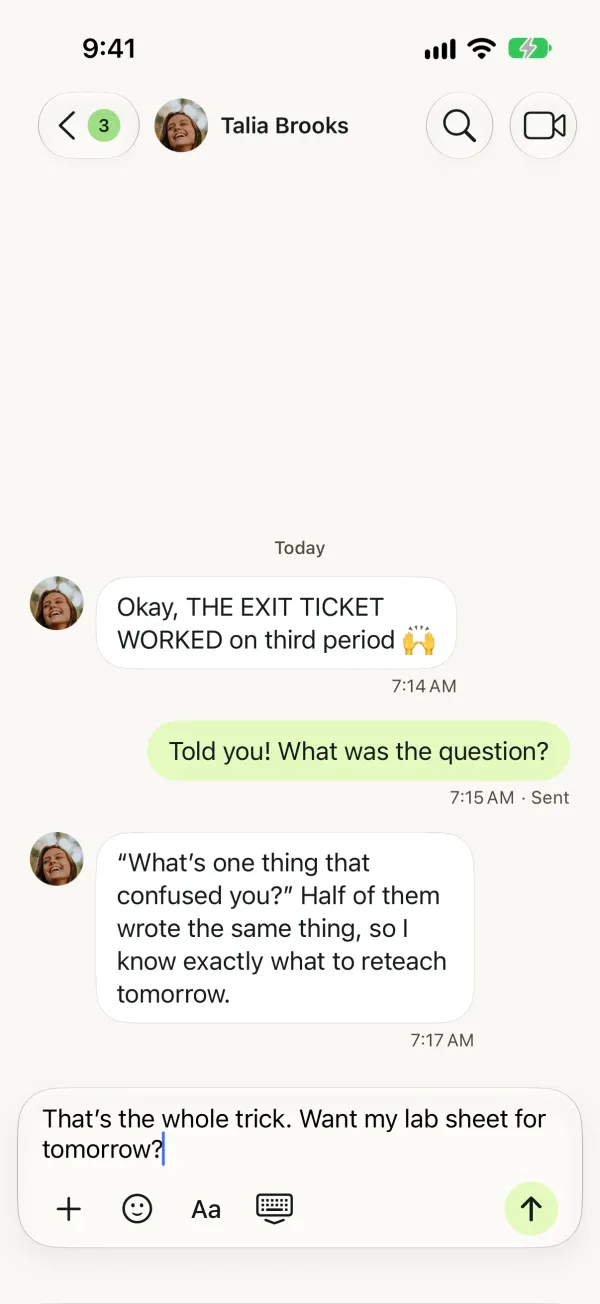 9:41
3
Talia Brooks
Today
Okay, THE EXIT TICKET
WORKED on third period 🙌
7:14 AM
Told you! What was the question?
7:15 AM · Sent
“What’s one thing that
confused you?” Half of them
wrote the same thing, so I
know exactly what to reteach
tomorrow.
7:17 AM
That’s the whole trick. Want my lab sheet for
tomorrow?
Aa